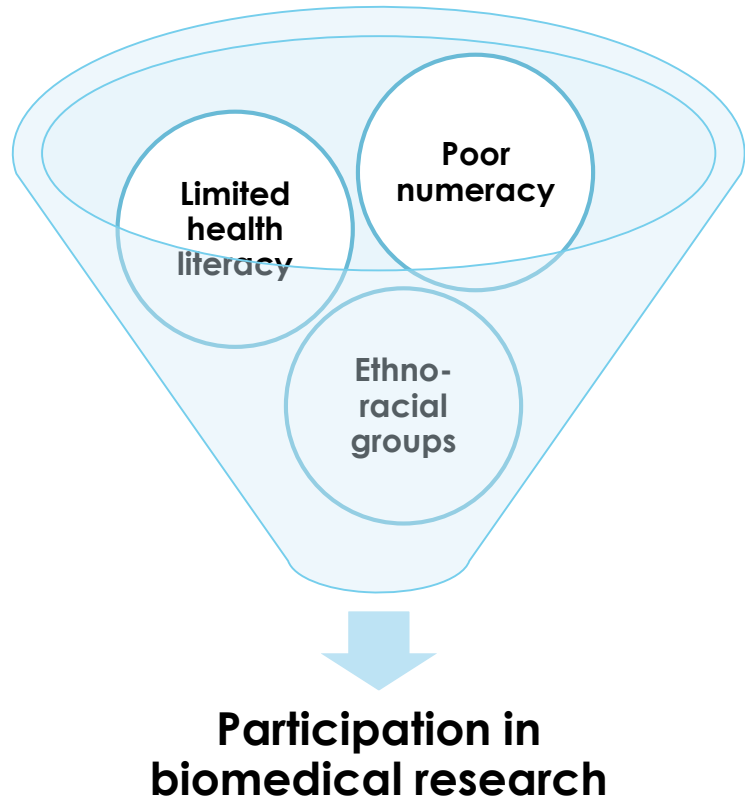 Poor
numeracy
Limited
health
literacy
Ethno-
racial
groups
Participation in
biomedical research